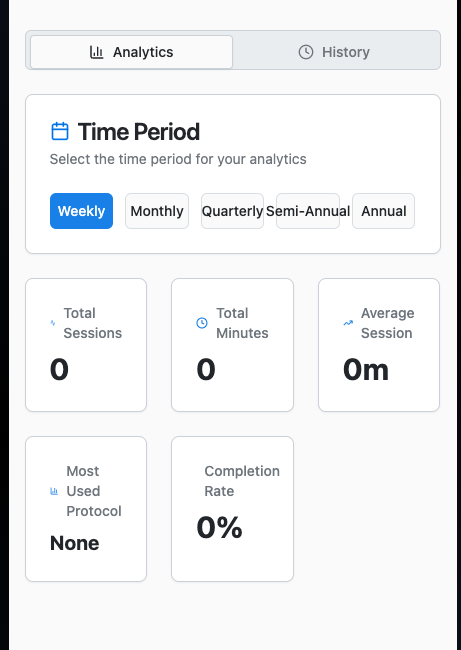 Analytics
History
Time Period
Select the time period for your analytics
Weekly
Monthly
Quarterly
Semi-Annual
Annual
Total
Sessions
0
Total
Minutes
0
Average
Session
0m
Most
Used
Protocol
None
Completion
Rate
0%